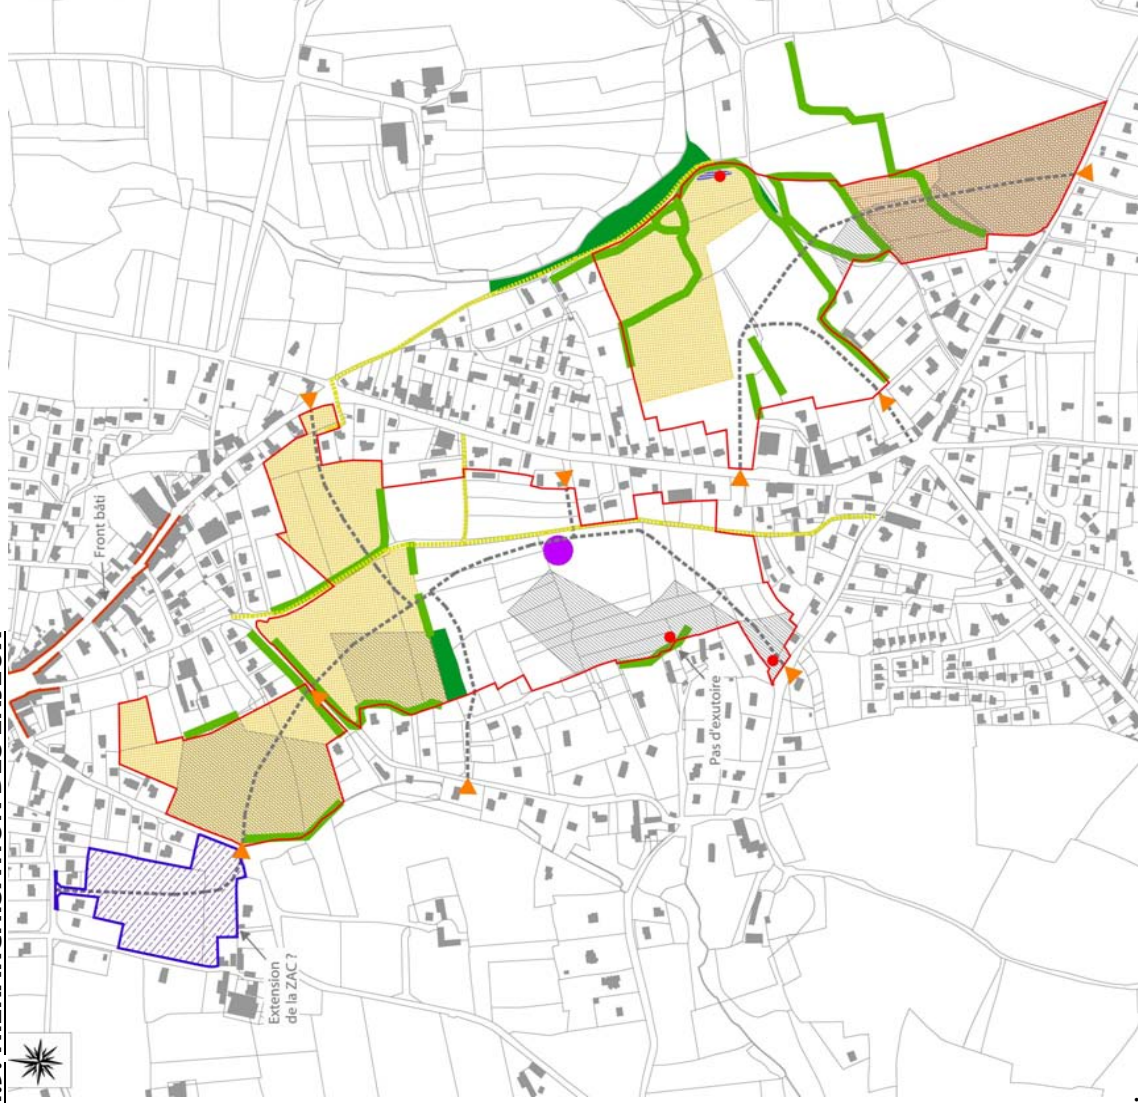 Front bâti
Pas d'exutoire
Extension
de la ZAC ?